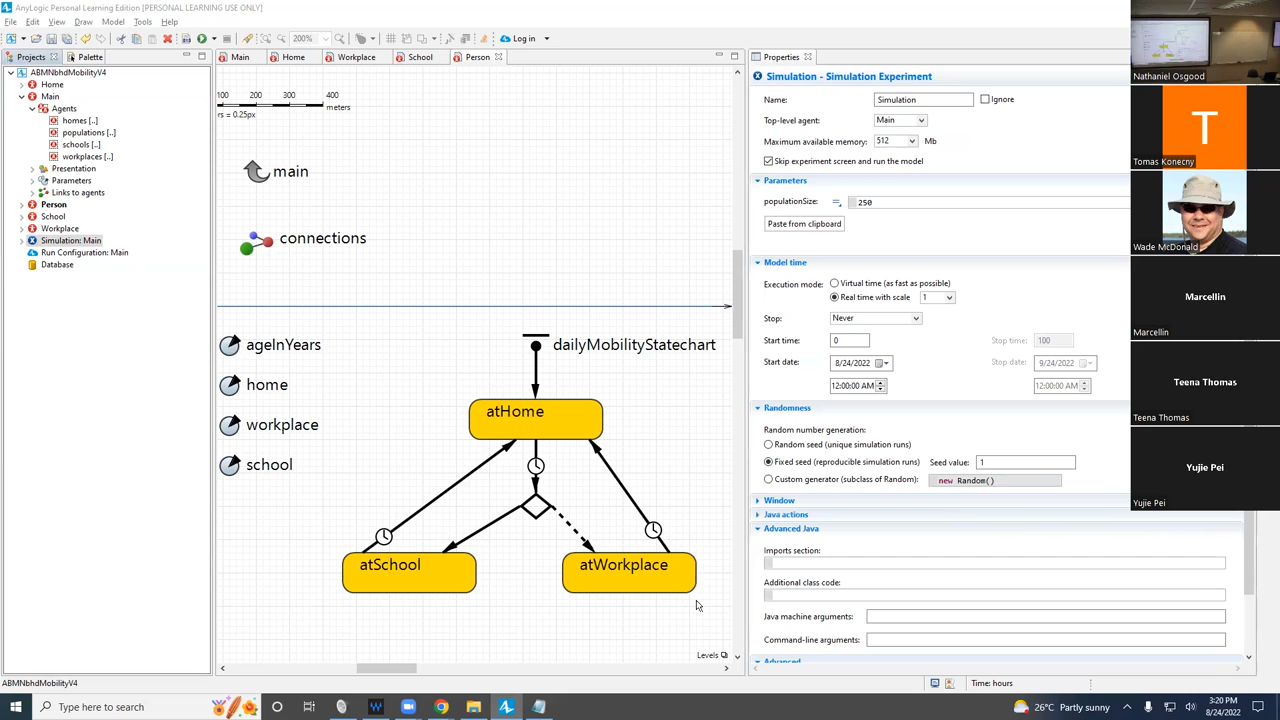 AnyLogic Personal Learning Edition [PERSONAL LEARNING USE ONLY]
File Edit View Draw Model Tools Help
200% Log in
Projects Palette
Main Home Workplace School Person
Properties
ABMNbhdMobilityV4
Home
Main
Agents
homes [..]
populations [..]
schools [..]
workplaces [..]
Presentation
Parameters
Links to agents
Person
School
Workplace
Simulation: Main
Run Configuration: Main
Database
100 200 300 400
meters
rs = 0.25px
main
connections
ageInYears
home
workplace
school
dailyMobilityStatechart
atHome
atSchool
atWorkplace
Levels
Simulation - Simulation Experiment
Name: Simulation Ignore
Top-level agent: Main
Maximum available memory: 512 Mb
Skip experiment screen and run the model
Parameters
populationSize: 250
Paste from clipboard
Model time
Execution mode: Virtual time (as fast as possible)
Real time with scale 1
Stop: Never
Start time: 0 Stop time: 100
Start date: 8/24/2022 Stop date: 9/24/2022
12:00:00 AM 12:00:00 AM
Randomness
Random number generation:
Random seed (unique simulation runs)
Fixed seed (reproducible simulation runs) Seed value: 1
Custom generator (subclass of Random) new Random()
Window
Java actions
Advanced Java
Imports section:
Additional class code:
Java machine arguments:
Command-line arguments:
Advanced
Nathaniel Osgood
T
Tomas Konecny
Wade McDonald
Marcellin
Marcellin
Teena Thomas
Teena Thomas
Yujie Pei
Yujie Pei
ABMNbhdMobilityV4
Time: hours
Type here to search
26°C Partly sunny
3:20 PM
8/24/2022